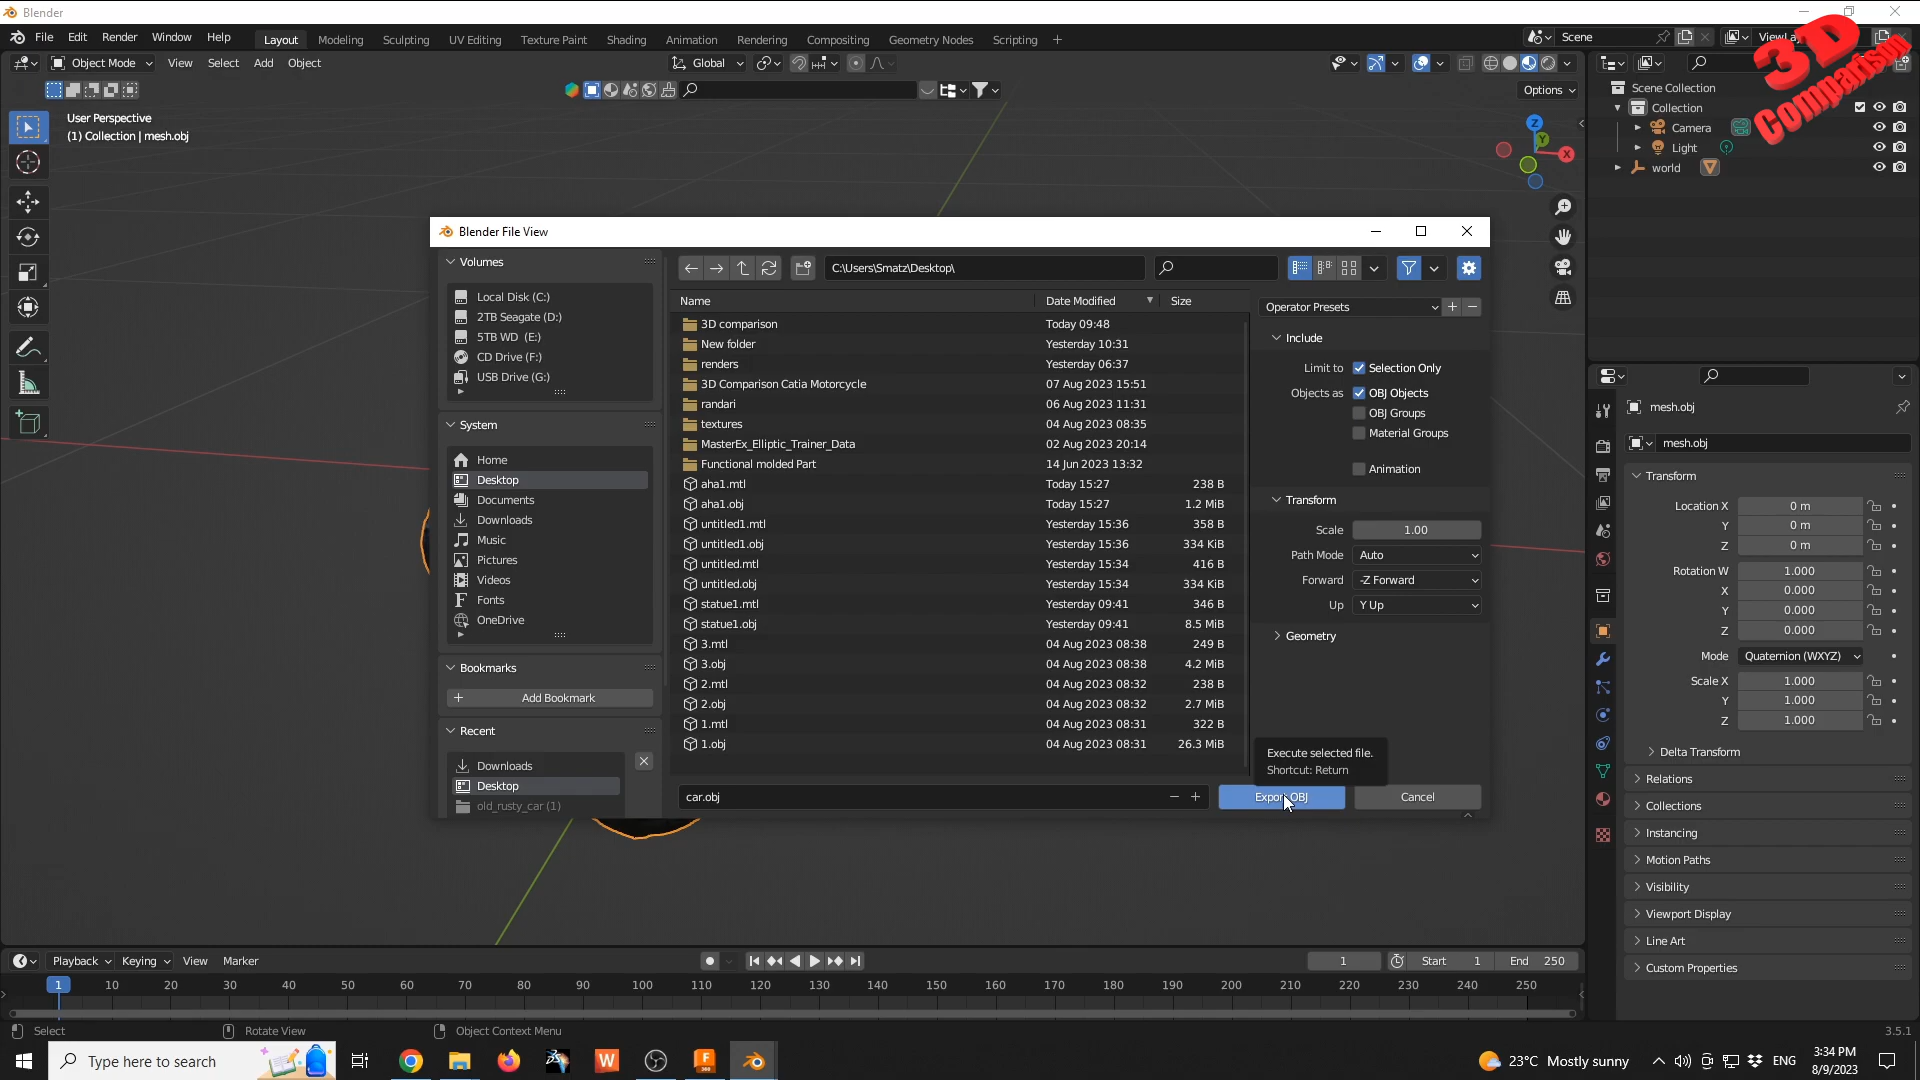 Blender
File Edit Render Window Help Layout Modeling Sculpting UV Editing Texture Paint Shading Animation Rendering Compositing Geometry Nodes Scripting + Scene
Object Mode View Select Add Object Global
Options
User Perspective
(1) Collection | mesh.obj
Z
Y
X
3D
Comparism
Scene Collection
Collection
Camera
Light
world
Blender File View
Volumes
Local Disk (C:)
2TB Seagate (D:)
5TB WD (E:)
CD Drive (F:)
USB Drive (G:)
System
Home
Desktop
Documents
Downloads
Music
Pictures
Videos
Fonts
OneDrive
Bookmarks
Add Bookmark
Recent
Downloads
Desktop
old_rusty_car (1)
C:\Users\Smatz\Desktop\
Name Date Modified Size
3D comparison Today 09:48
New folder Yesterday 10:31
renders Yesterday 06:37
3D Comparison Catia Motorcycle 07 Aug 2023 15:51
randari 06 Aug 2023 11:31
textures 04 Aug 2023 08:35
MasterEx_Elliptic_Trainer_Data 02 Aug 2023 20:14
Functional molded Part 14 Jun 2023 13:32
aha1.mtl Today 15:27 238 B
aha1.obj Today 15:27 1.2 MiB
untitled1.mtl Yesterday 15:36 358 B
untitled1.obj Yesterday 15:36 334 KiB
untitled.mtl Yesterday 15:34 416 B
untitled.obj Yesterday 15:34 334 KiB
statue1.mtl Yesterday 09:41 346 B
statue1.obj Yesterday 09:41 8.5 MiB
3.mtl 04 Aug 2023 08:38 249 B
3.obj 04 Aug 2023 08:38 4.2 MiB
2.mtl 04 Aug 2023 08:32 238 B
2.obj 04 Aug 2023 08:32 2.7 MiB
1.mtl 04 Aug 2023 08:31 322 B
1.obj 04 Aug 2023 08:31 26.3 MiB
car.obj
Operator Presets
Include
Limit to Selection Only
Objects as OBJ Objects
OBJ Groups
Material Groups
Animation
Transform
Scale 1.00
Path Mode Auto
Forward -Z Forward
Up Y Up
Geometry
Execute selected file.
Shortcut: Return
Export OBJ Cancel
mesh.obj
mesh.obj
Transform
Location X 0 m
Y 0 m
Z 0 m
Rotation W 1.000
X 0.000
Y 0.000
Z 0.000
Mode Quaternion (WXYZ)
Scale X 1.000
Y 1.000
Z 1.000
Delta Transform
Relations
Collections
Instancing
Motion Paths
Visibility
Viewport Display
Line Art
Custom Properties
Playback Keying View Marker 1 Start 1 End 250
1 10 20 30 40 50 60 70 80 90 100 110 120 130 140 150 160 170 180 190 200 210 220 230 240 250
Select Rotate View Object Context Menu 3.5.1
Type here to search 23°C Mostly sunny ENG
3:34 PM
8/9/2023